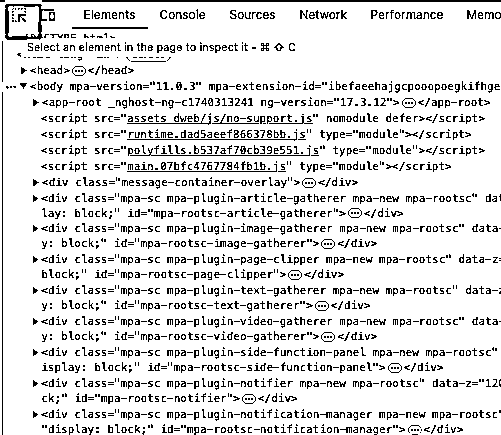 Elements Console Sources Network Performance Memo
Select an element in the page to inspect it - ⌘ ⇧ C
▶<head>⋯</head>
⋯ ▼<body mpa-version="11.0.3" mpa-extension-id="ibefaeehajgcpooopoegkifhge
▶<app-root _nghost-ng-c1740313241 ng-version="17.3.12">⋯</app-root>
<script src="assets_dweb/js/no-support.js" nomodule defer></script>
<script src="runtime.dad5aeef866378bb.js" type="module"></script>
<script src="polyfills.b537af70cb39e551.js" type="module"></script>
<script src="main.07bfc4767784fb1b.js" type="module"></script>
▶<div class="message-container-overlay">⋯</div>
▶<div class="mpa-sc mpa-plugin-article-gatherer mpa-new mpa-rootsc" dat
lay: block;" id="mpa-rootsc-article-gatherer">⋯</div>
▶<div class="mpa-sc mpa-plugin-image-gatherer mpa-new mpa-rootsc" data-
y: block;" id="mpa-rootsc-image-gatherer">⋯</div>
▶<div class="mpa-sc mpa-plugin-page-clipper mpa-new mpa-rootsc" data-z=
block;" id="mpa-rootsc-page-clipper">⋯</div>
▶<div class="mpa-sc mpa-plugin-text-gatherer mpa-new mpa-rootsc" data-z
: block;" id="mpa-rootsc-text-gatherer">⋯</div>
▶<div class="mpa-sc mpa-plugin-video-gatherer mpa-new mpa-rootsc" data-
y: block;" id="mpa-rootsc-video-gatherer">⋯</div>
▶<div class="mpa-sc mpa-plugin-side-function-panel mpa-new mpa-rootsc"
isplay: block;" id="mpa-rootsc-side-function-panel">⋯</div>
▶<div class="mpa-sc mpa-plugin-notifier mpa-new mpa-rootsc" data-z="120
ck;" id="mpa-rootsc-notifier">⋯</div>
▶<div class="mpa-sc mpa-plugin-notification-manager mpa-new mpa-rootsc"
"display: block;" id="mpa-rootsc-notification-manager">⋯</div>